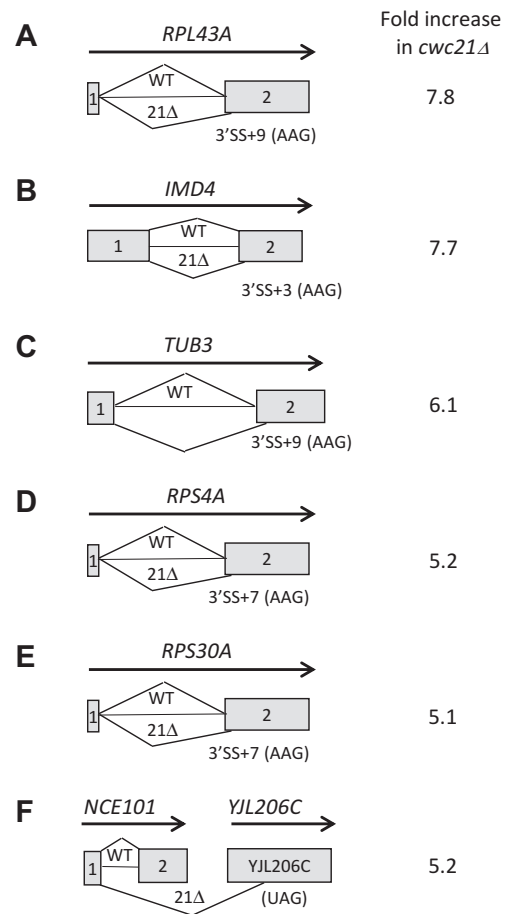 Fold increase
in cwc21Δ
A
RPL43A
WT
1
2
21Δ
3'SS+9 (AAG)
7.8
B
IMD4
WT
1
2
21Δ
3'SS+3 (AAG)
7.7
C
TUB3
WT
1
2
3'SS+9 (AAG)
6.1
D
RPS4A
WT
1
2
21Δ
3'SS+7 (AAG)
5.2
E
RPS30A
WT
1
2
21Δ
3'SS+7 (AAG)
5.1
F
NCE101 YJL206C
WT
1
2
YJL206C
21Δ
(UAG)
5.2